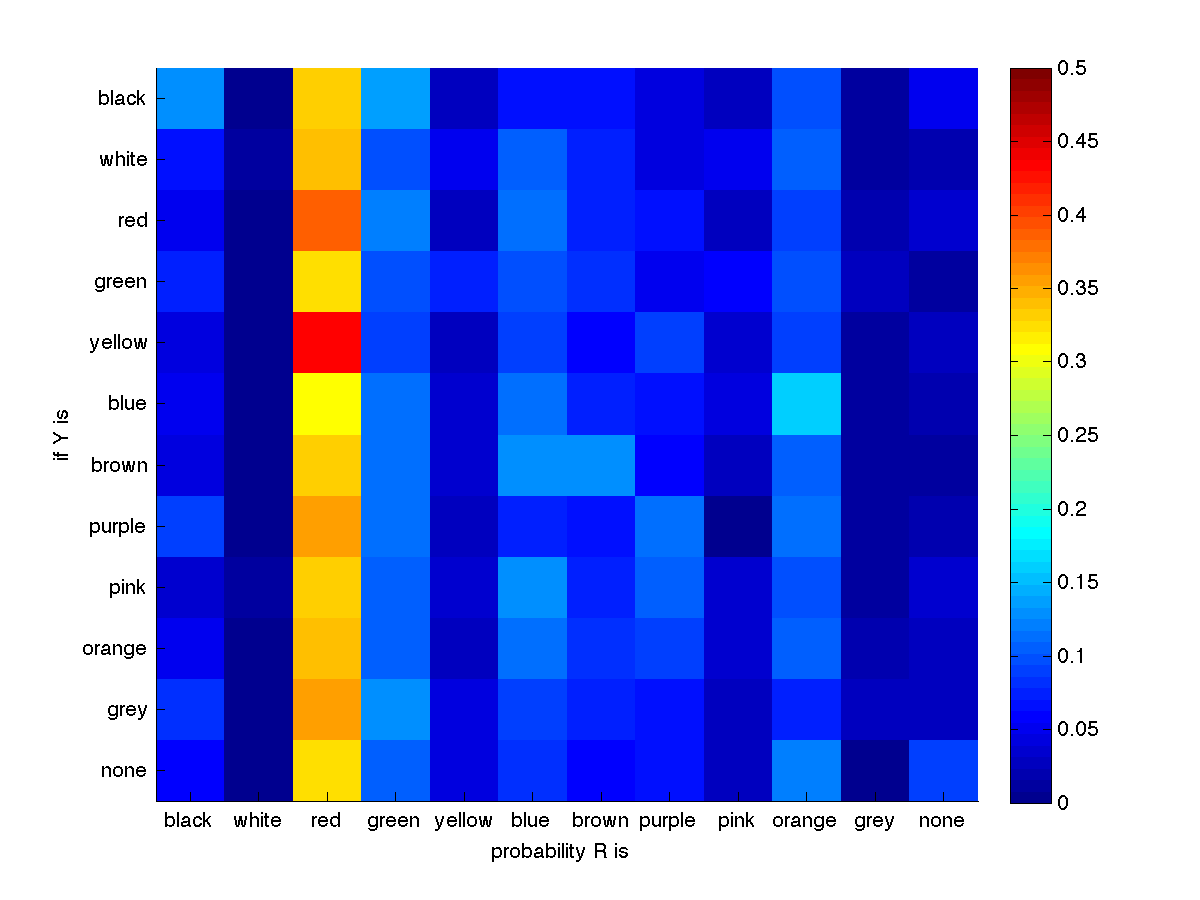 black
white
red
green
yellow
blue
brown
purple
pink
orange
grey
none
if Y is
black white red green yellow blue brown purple pink orange grey none
probability R is
0.5
0.45
0.4
0.35
0.3
0.25
0.2
0.15
0.1
0.05
0